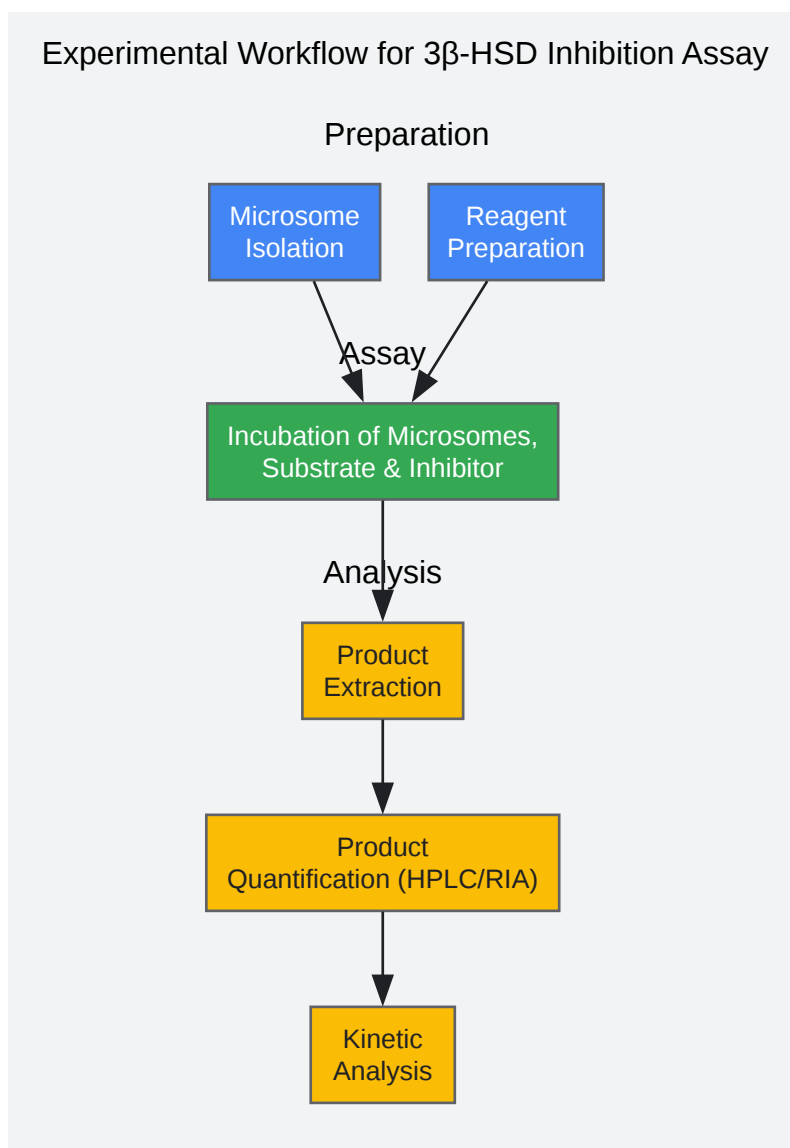 Experimental Workflow for 3β-HSD Inhibition Assay
Preparation
Microsome
Isolation
Reagent
Preparation
Assay
Incubation of Microsomes,
Substrate & Inhibitor
Analysis
Product
Extraction
Product
Quantification (HPLC/RIA)
Kinetic
Analysis